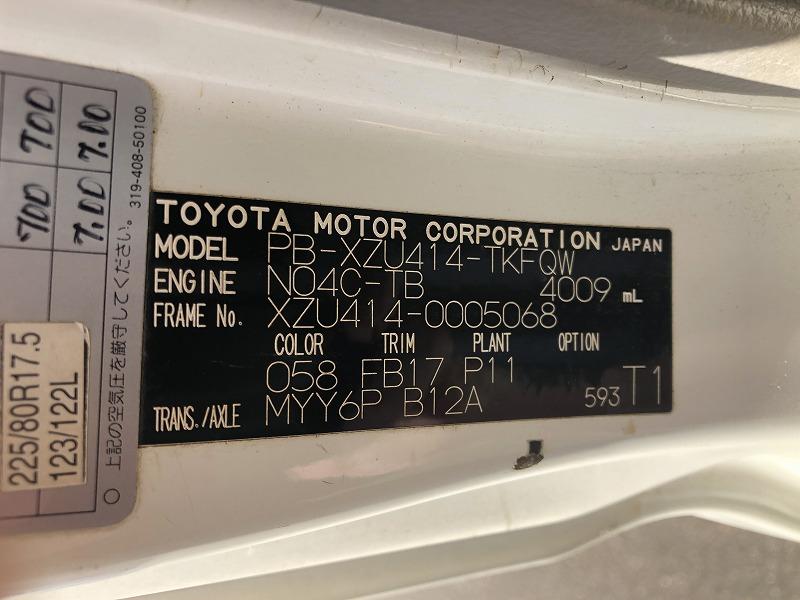 TOYOTA MOTOR CORPORATION JAPAN
MODEL PB-XZU414-TKFQW
ENGINE N04C-TB 4009 mL
FRAME No. XZU414-0005068
COLOR TRIM PLANT OPTION
058 FB17 P11
TRANS./AXLE MYY6P B12A 593 T1
700 700
7.00 7.00
319-408-50100
○ 上記の空気圧を厳守してください。
225/80R17.5
123/122L